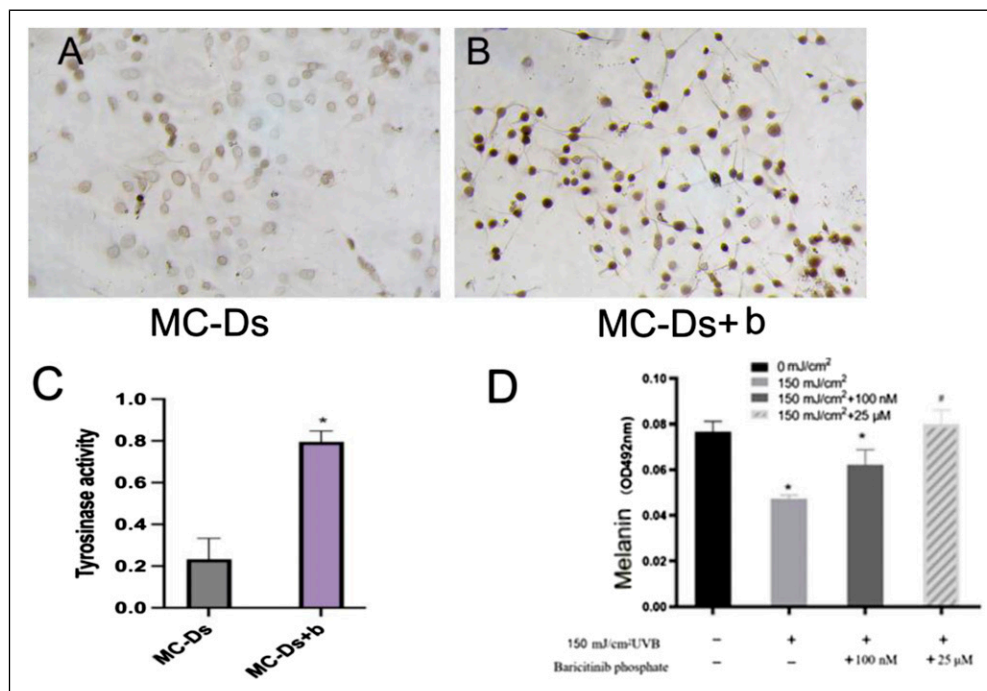 A
B
MC-Ds
MC-Ds+b
C
Tyrosinase activity
1.0
0.8
0.6
0.4
0.2
0.0
*
MC-Ds
MC-Ds+b
D
0 mJ/cm²
150 mJ/cm²
150 mJ/cm²+100 nM
150 mJ/cm²+25 μM
Melanin (OD492nm)
0.10
0.08
0.06
0.04
0.02
0.00
*
*
#
150 mJ/cm²UVB - + + +
Baricitinib phosphate - - +100 nM +25 μM